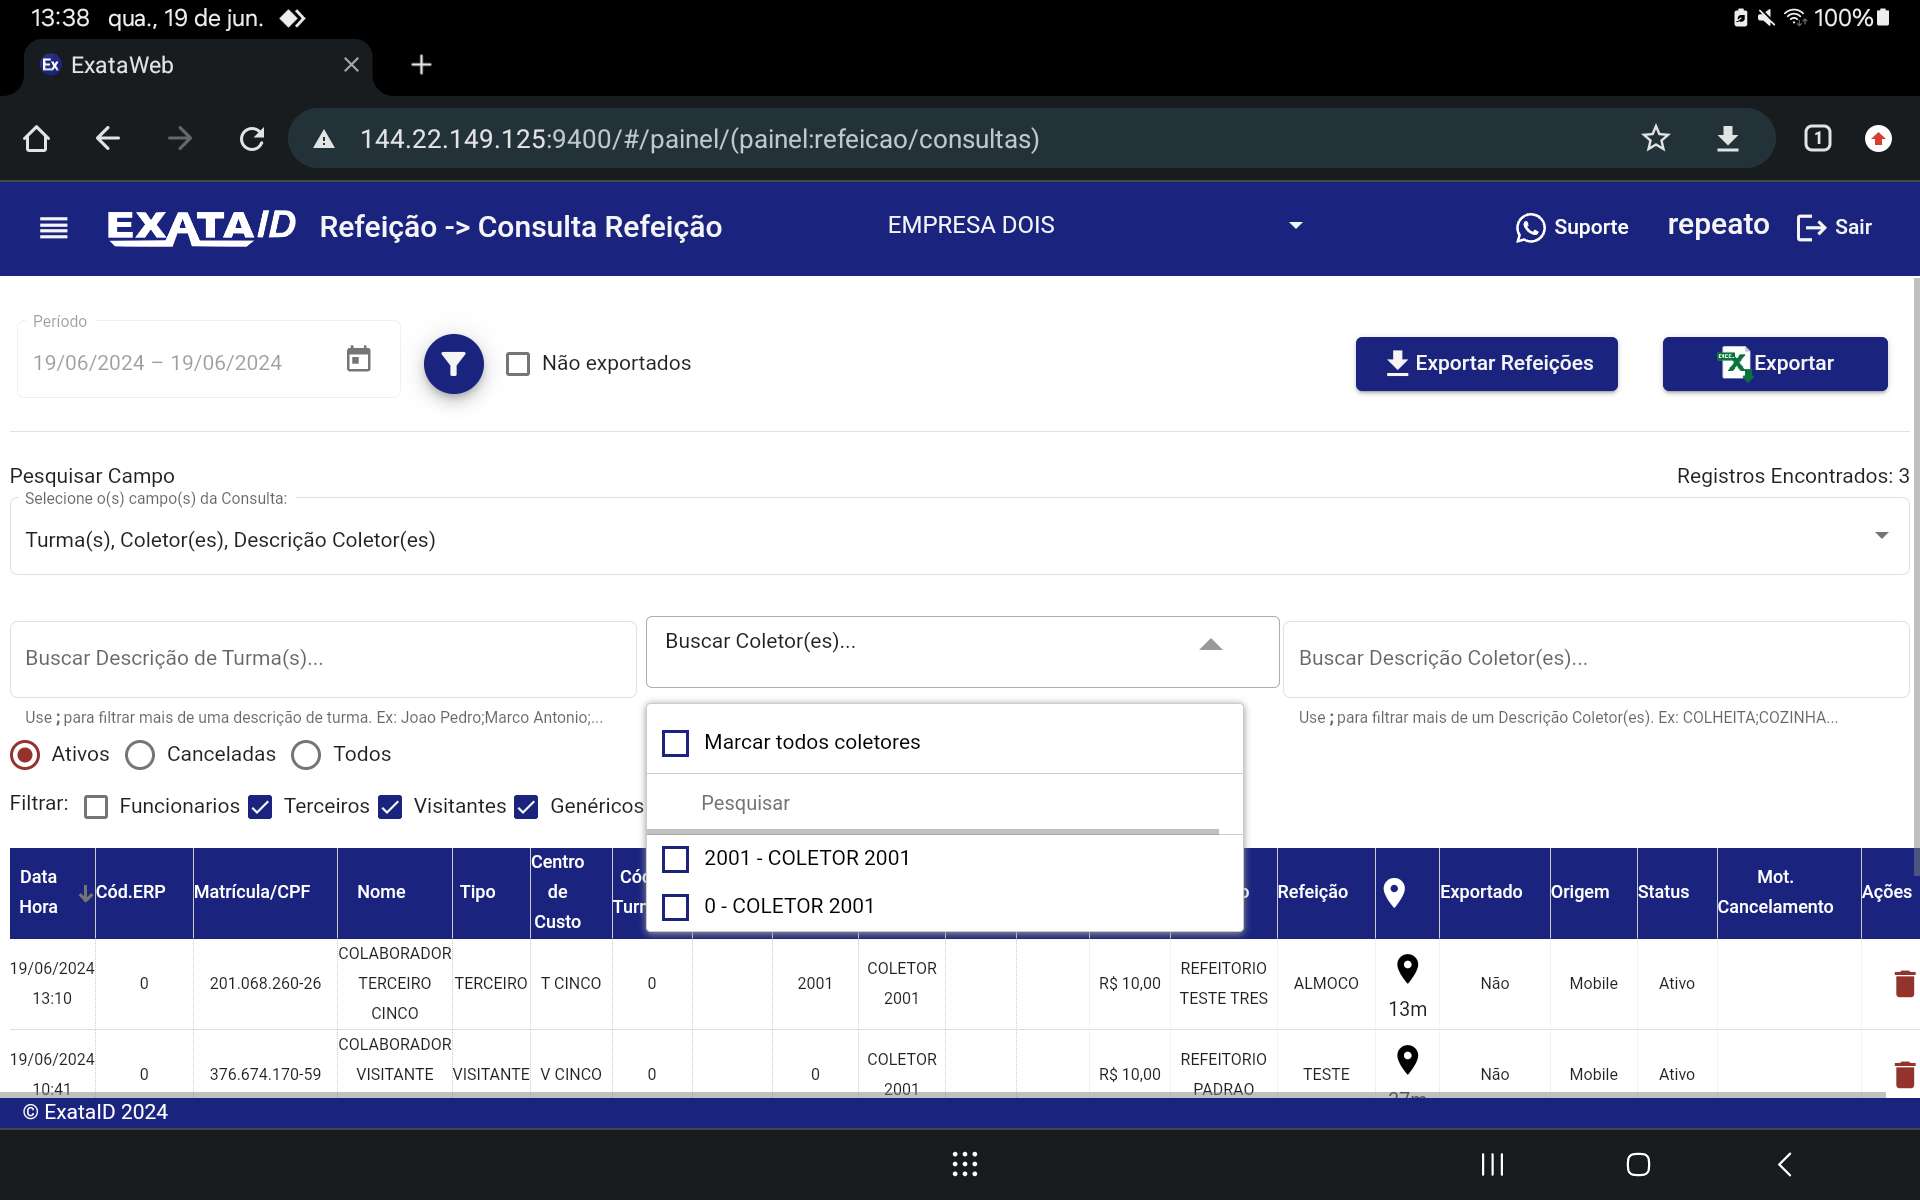 13:38 qua., 19 de jun. 100%
Ex ExataWeb
144.22.149.125:9400/#/painel/(painel:refeicao/consultas) 1
EXATAID Refeição -> Consulta Refeição EMPRESA DOIS Suporte repeato Sair
Período
19/06/2024 – 19/06/2024 Não exportados Exportar Refeições Exportar
Pesquisar Campo Registros Encontrados: 3
Selecione o(s) campo(s) da Consulta:
Turma(s), Coletor(es), Descrição Coletor(es)
Buscar Descrição de Turma(s)... Buscar Coletor(es)... Buscar Descrição Coletor(es)...
Use ; para filtrar mais de uma descrição de turma. Ex: Joao Pedro;Marco Antonio;... Use ; para filtrar mais de um Descrição Coletor(es). Ex: COLHEITA;COZINHA...
Ativos Canceladas Todos Marcar todos coletores
Filtrar: Funcionarios Terceiros Visitantes Genéricos Pesquisar
2001 - COLETOR 2001
0 - COLETOR 2001
Data Hora Cód.ERP Matrícula/CPF Nome Tipo Centro de Custo Refeição Exportado Origem Status Mot. Cancelamento Ações
19/06/2024 13:10 0 201.068.260-26 COLABORADOR TERCEIRO CINCO TERCEIRO T CINCO 0 2001 COLETOR 2001 R$ 10,00 REFEITORIO TESTE TRES ALMOCO 13m Não Mobile Ativo
19/06/2024 10:41 0 376.674.170-59 COLABORADOR VISITANTE VISITANTE V CINCO 0 0 COLETOR 2001 R$ 10,00 REFEITORIO PADRAO TESTE Não Mobile Ativo
© ExataID 2024